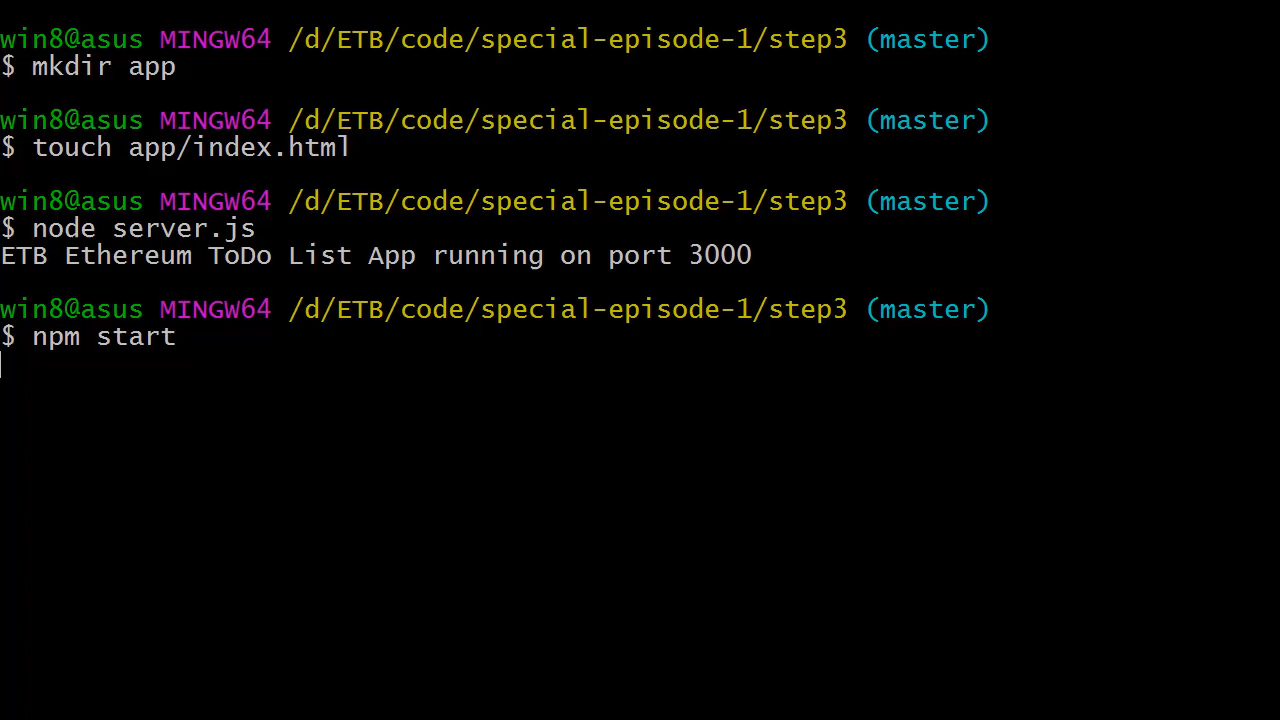 win8@asus MINGW64 /d/ETB/code/special-episode-1/step3 (master)
$ mkdir app
win8@asus MINGW64 /d/ETB/code/special-episode-1/step3 (master)
$ touch app/index.html
win8@asus MINGW64 /d/ETB/code/special-episode-1/step3 (master)
$ node server.js
ETB Ethereum ToDo List App running on port 3000
win8@asus MINGW64 /d/ETB/code/special-episode-1/step3 (master)
$ npm start